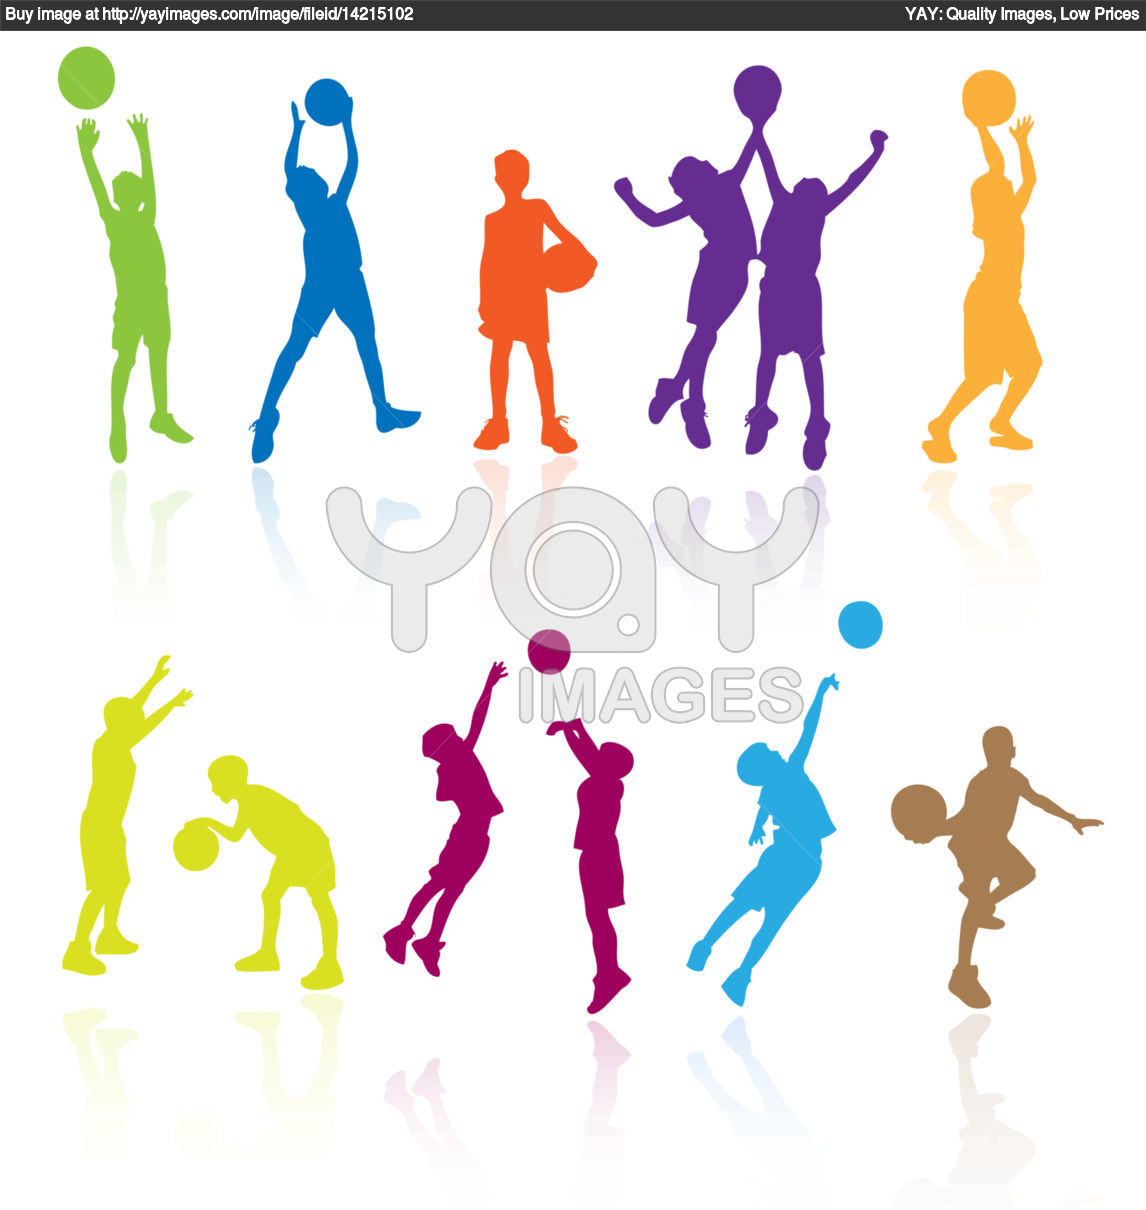 Buy image at http://yayimages.com/image/fileid/14215102
YAY: Quality Images, Low Prices
YAY
IMAGES